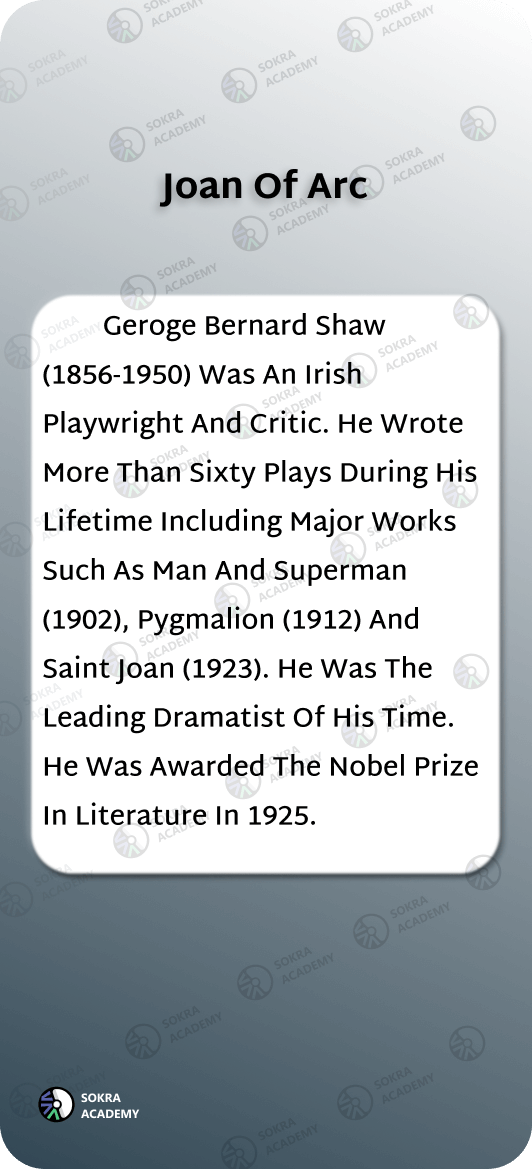 Joan Of Arc
Geroge Bernard Shaw
(1856-1950) Was An Irish
Playwright And Critic. He Wrote
More Than Sixty Plays During His
Lifetime Including Major Works
Such As Man And Superman
(1902), Pygmalion (1912) And
Saint Joan (1923). He Was The
Leading Dramatist Of His Time.
He Was Awarded The Nobel Prize
In Literature In 1925.
SOKRA
ACADEMY